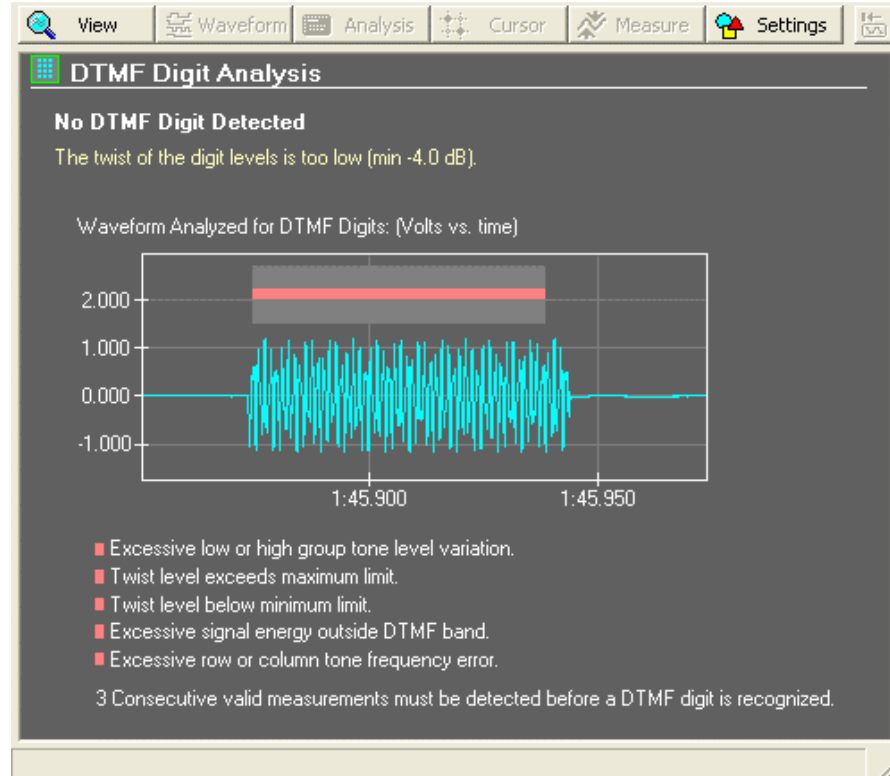 View Waveform Analysis Cursor Measure Settings
DTMF Digit Analysis
No DTMF Digit Detected
The twist of the digit levels is too low (min -4.0 dB).
Waveform Analyzed for DTMF Digits: (Volts vs. time)
2.000
1.000
0.000
-1.000
1:45.900 1:45.950
Excessive low or high group tone level variation.
Twist level exceeds maximum limit.
Twist level below minimum limit.
Excessive signal energy outside DTMF band.
Excessive row or column tone frequency error.
3 Consecutive valid measurements must be detected before a DTMF digit is recognized.